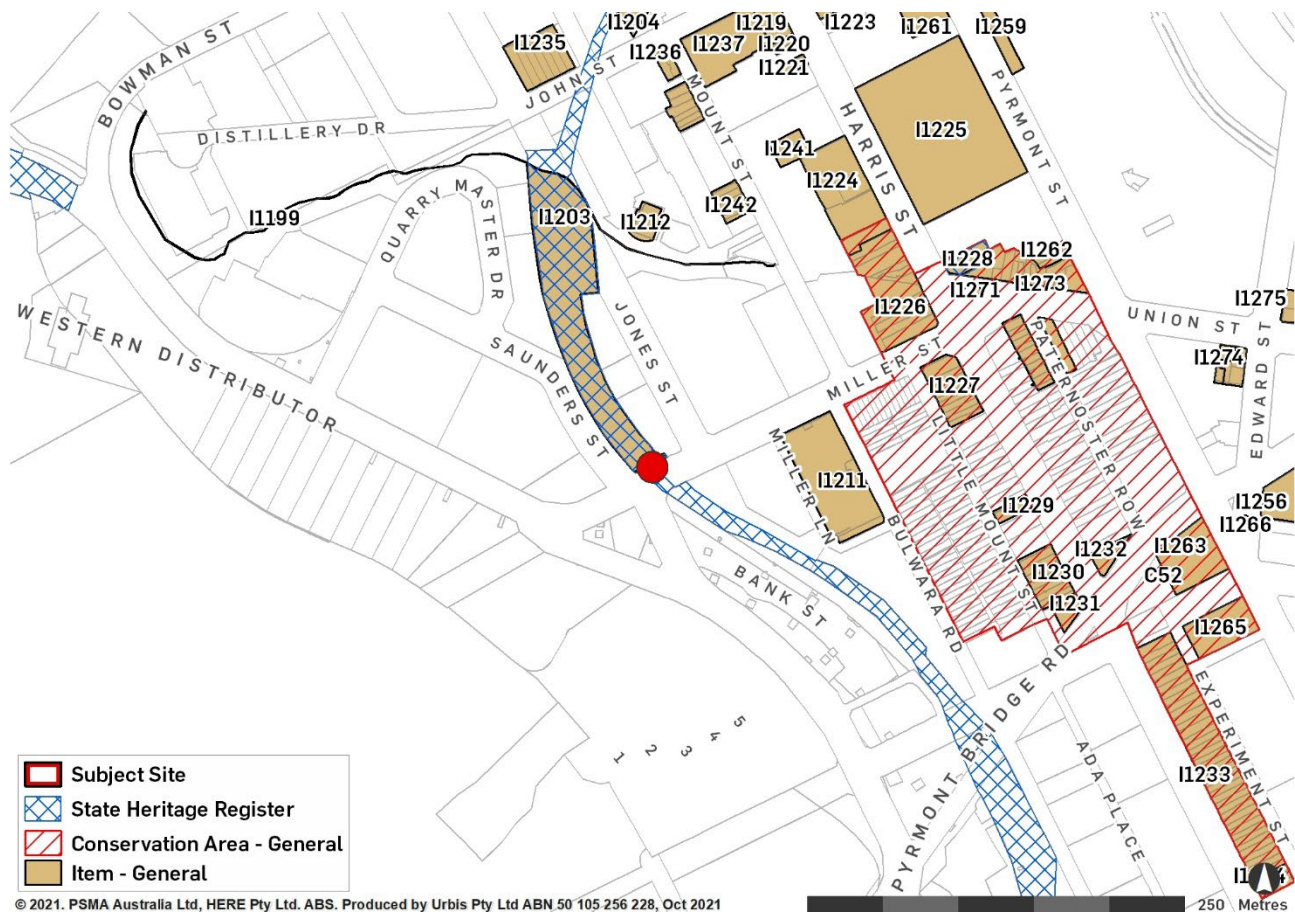 BOWMAN ST
I1235
I1204
I1236
I1237
I1219
I1220
I1221
I1223
I1261
I1259
JOHN ST
DISTILLERY DR
MOUNT ST
HARRIS ST
PYRMONT ST
I1225
I1241
I1224
I1199
QUARRY MASTER DR
I1203
I1212
I1242
I1228
I1262
I1271
I1273
I1226
I1275
WESTERN DISTRIBUTOR
SAUNDERS ST
JONES ST
MILLER ST
UNION ST
EDWARD ST
I1274
I1227
PATERNOSTER ROW
LITTLE MOUNT ST
MILLER LN
I1211
BULWARA RD
I1229
I1256
I1266
I1232
I1263
C52
I1230
I1231
I1265
BANK ST
PYRMONT BRIDGE RD
EXPERIMENT ST
I1233
ADA PLACE
1 2 3 4 5
Subject Site
State Heritage Register
Conservation Area - General
Item - General
© 2021. PSMA Australia Ltd, HERE Pty Ltd. ABS. Produced by Urbis Pty Ltd ABN 50 105 256 228, Oct 2021
250 Metres